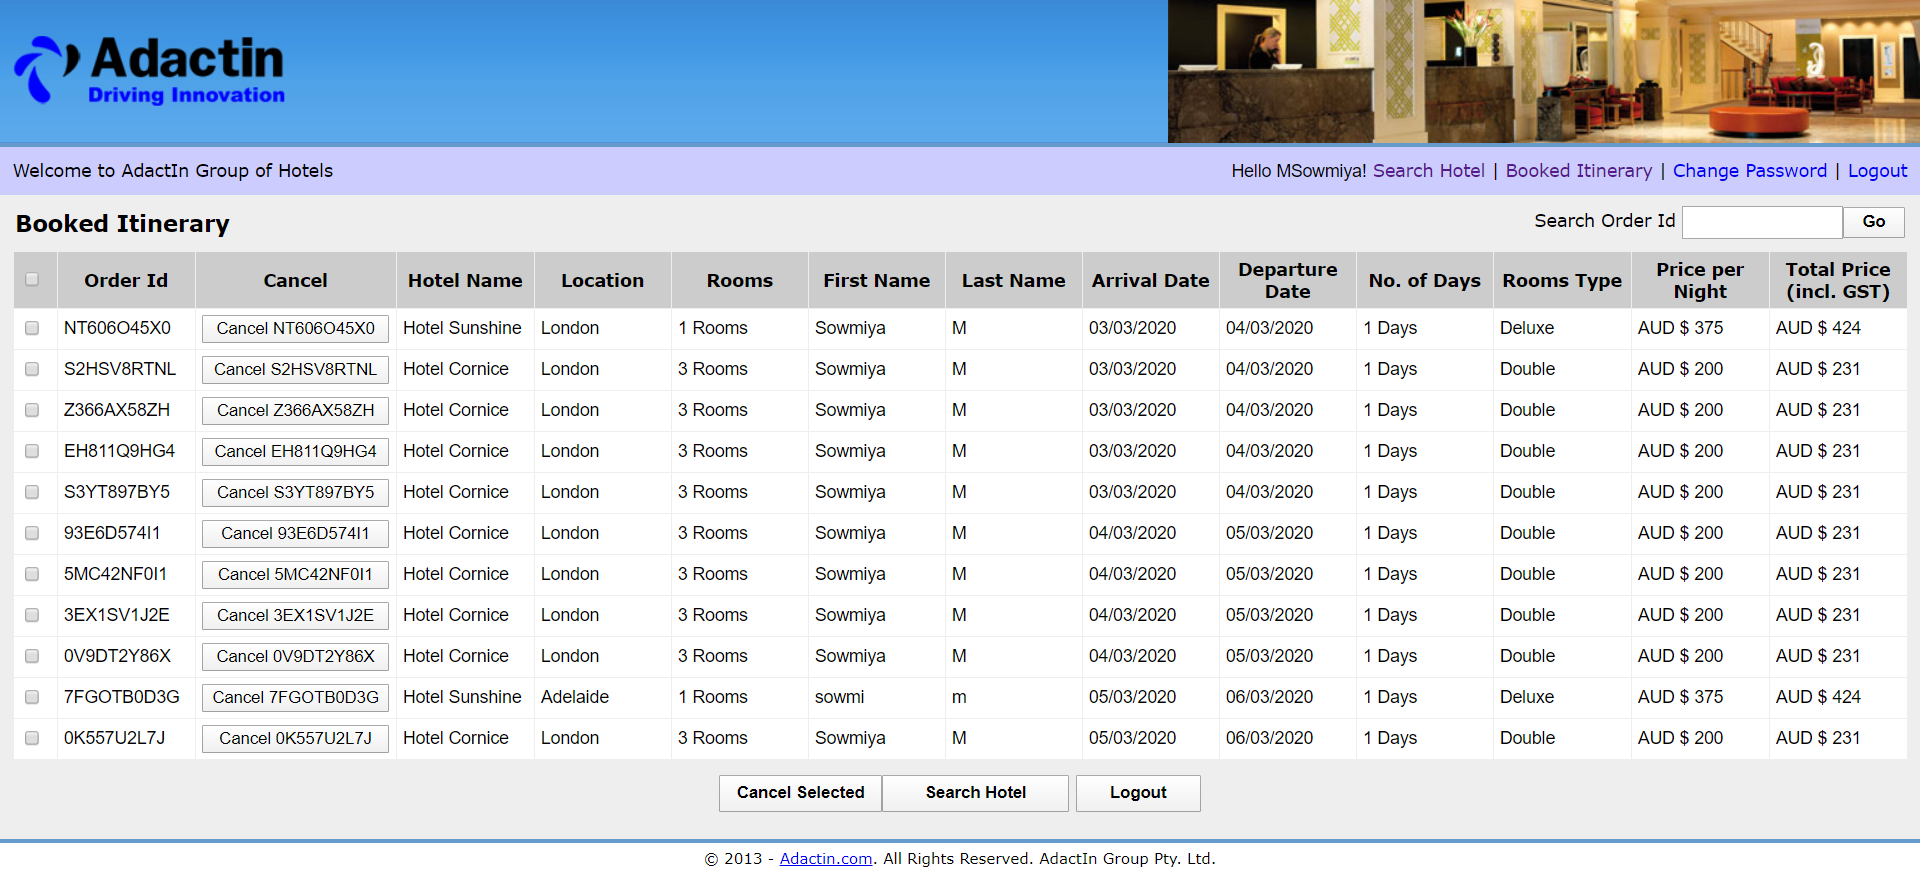 Adactin
Driving Innovation
Welcome to AdactIn Group of Hotels
Hello MSowmiya! Search Hotel | Booked Itinerary | Change Password | Logout
Booked Itinerary
Search Order Id Go
Order Id Cancel Hotel Name Location Rooms First Name Last Name Arrival Date Departure Date No. of Days Rooms Type Price per Night Total Price (incl. GST)
NT606O45X0 Cancel NT606O45X0 Hotel Sunshine London 1 Rooms Sowmiya M 03/03/2020 04/03/2020 1 Days Deluxe AUD $ 375 AUD $ 424
S2HSV8RTNL Cancel S2HSV8RTNL Hotel Cornice London 3 Rooms Sowmiya M 03/03/2020 04/03/2020 1 Days Double AUD $ 200 AUD $ 231
Z366AX58ZH Cancel Z366AX58ZH Hotel Cornice London 3 Rooms Sowmiya M 03/03/2020 04/03/2020 1 Days Double AUD $ 200 AUD $ 231
EH811Q9HG4 Cancel EH811Q9HG4 Hotel Cornice London 3 Rooms Sowmiya M 03/03/2020 04/03/2020 1 Days Double AUD $ 200 AUD $ 231
S3YT897BY5 Cancel S3YT897BY5 Hotel Cornice London 3 Rooms Sowmiya M 03/03/2020 04/03/2020 1 Days Double AUD $ 200 AUD $ 231
93E6D574I1 Cancel 93E6D574I1 Hotel Cornice London 3 Rooms Sowmiya M 04/03/2020 05/03/2020 1 Days Double AUD $ 200 AUD $ 231
5MC42NF0I1 Cancel 5MC42NF0I1 Hotel Cornice London 3 Rooms Sowmiya M 04/03/2020 05/03/2020 1 Days Double AUD $ 200 AUD $ 231
3EX1SV1J2E Cancel 3EX1SV1J2E Hotel Cornice London 3 Rooms Sowmiya M 04/03/2020 05/03/2020 1 Days Double AUD $ 200 AUD $ 231
0V9DT2Y86X Cancel 0V9DT2Y86X Hotel Cornice London 3 Rooms Sowmiya M 04/03/2020 05/03/2020 1 Days Double AUD $ 200 AUD $ 231
7FGOTB0D3G Cancel 7FGOTB0D3G Hotel Sunshine Adelaide 1 Rooms sowmi m 05/03/2020 06/03/2020 1 Days Deluxe AUD $ 375 AUD $ 424
0K557U2L7J Cancel 0K557U2L7J Hotel Cornice London 3 Rooms Sowmiya M 05/03/2020 06/03/2020 1 Days Double AUD $ 200 AUD $ 231
Cancel Selected Search Hotel Logout
© 2013 - Adactin.com. All Rights Reserved. AdactIn Group Pty. Ltd.